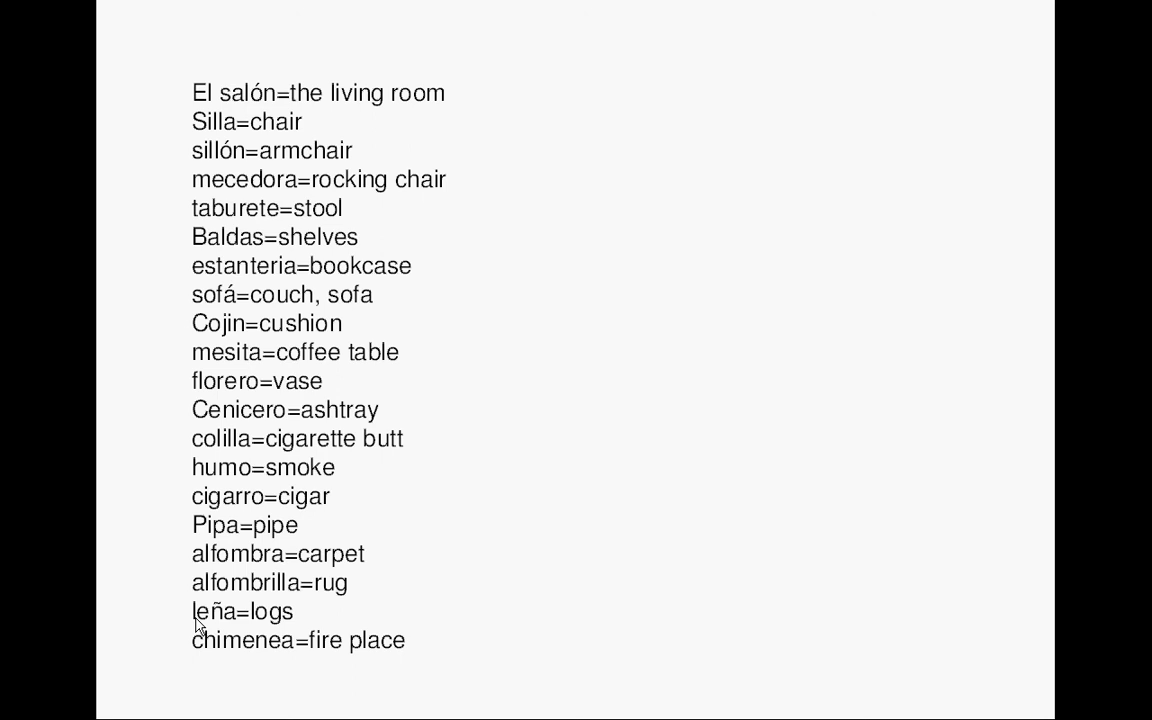 El salón=the living room
Silla=chair
sillón=armchair
mecedora=rocking chair
taburete=stool
Baldas=shelves
estanteria=bookcase
sofá=couch, sofa
Cojin=cushion
mesita=coffee table
florero=vase
Cenicero=ashtray
colilla=cigarette butt
humo=smoke
cigarro=cigar
Pipa=pipe
alfombra=carpet
alfombrilla=rug
leña=logs
chimenea=fire place